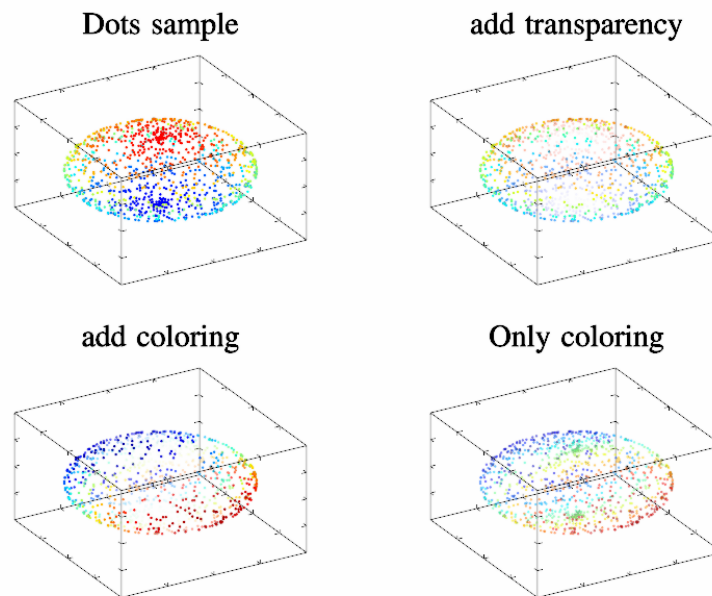 Dots sample
add transparency
add coloring
Only coloring